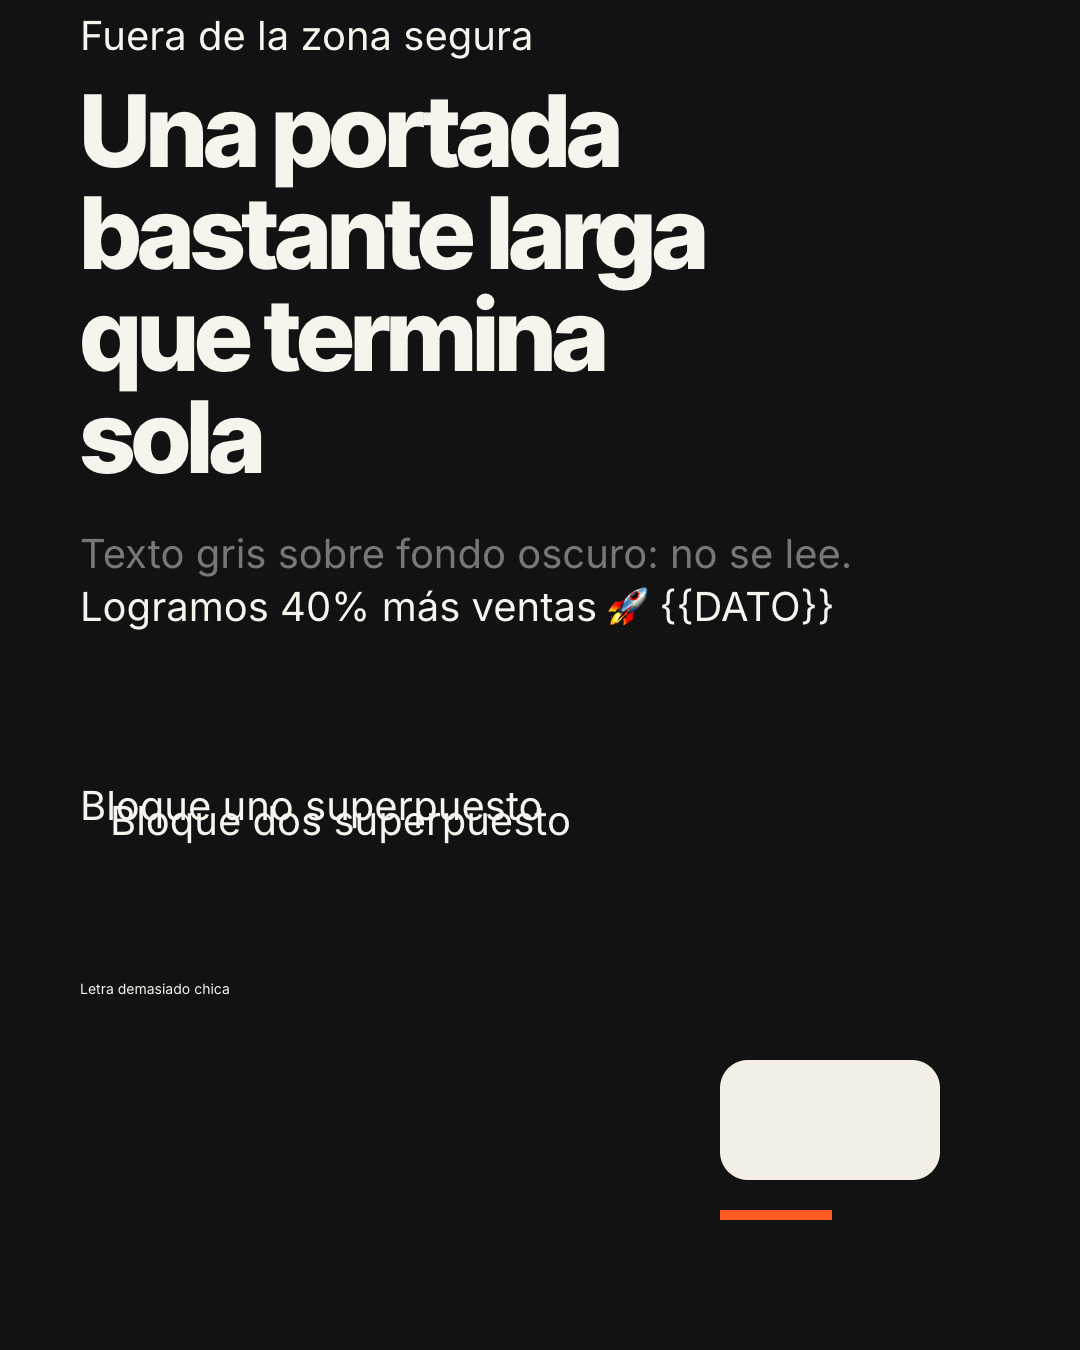 Fuera de la zona segura
Una portada
bastante larga
que termina
sola
Texto gris sobre fondo oscuro: no se lee.
Logramos 40% más ventas 🚀 {{DATO}}
Bloque uno superpuesto
Bloque dos superpuesto
Letra demasiado chica